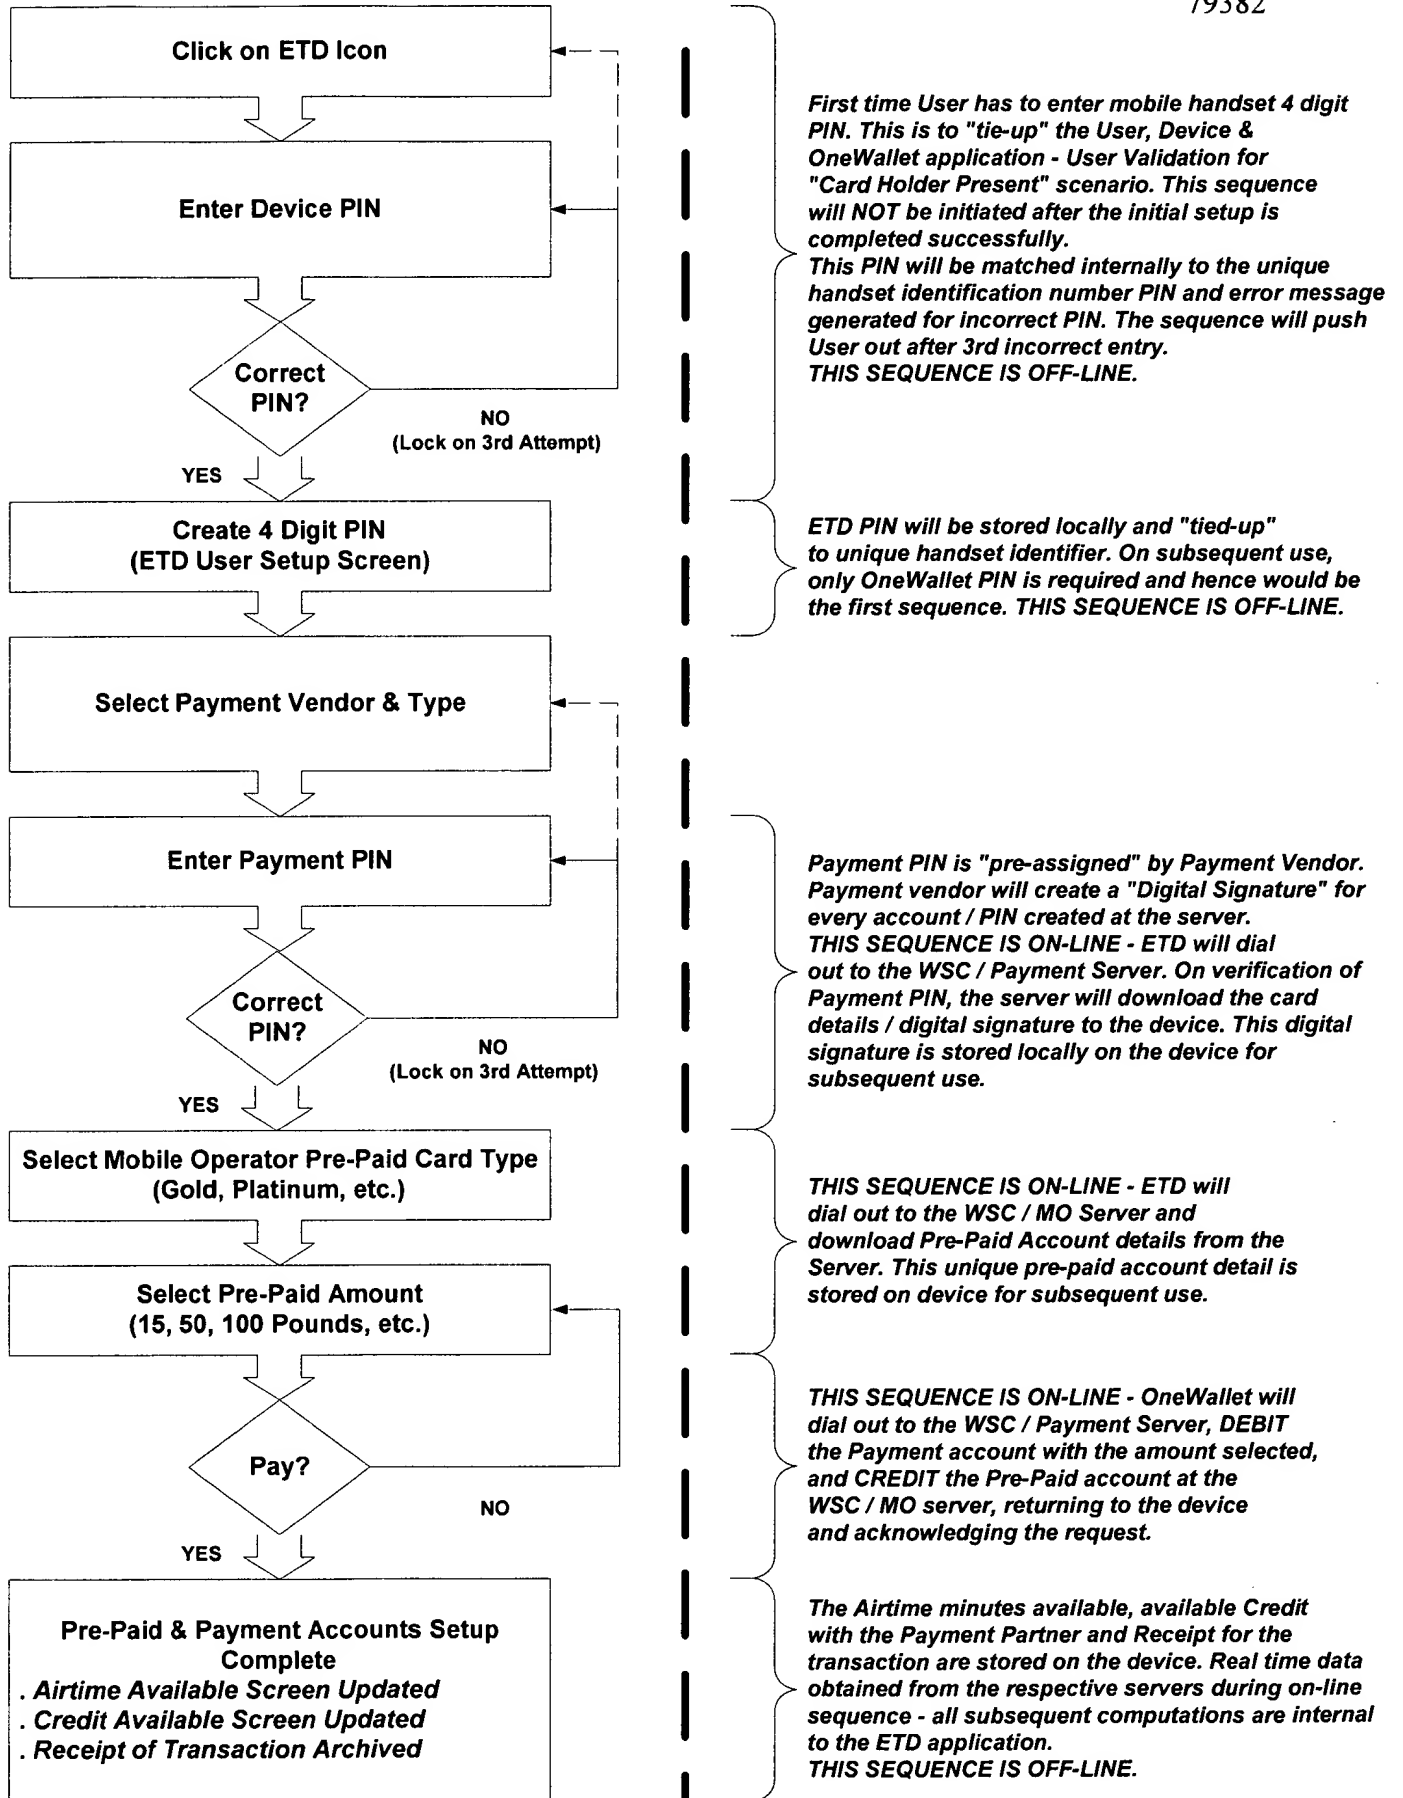 79382
Click on ETD Icon
Enter Device PIN
Correct
PIN?
NO
(Lock on 3rd Attempt)
YES
First time User has to enter mobile handset 4 digit
PIN. This is to "tie-up" the User, Device &
OneWallet application - User Validation for
"Card Holder Present" scenario. This sequence
will NOT be initiated after the initial setup is
completed successfully.
This PIN will be matched internally to the unique
handset identification number PIN and error message
generated for incorrect PIN. The sequence will push
User out after 3rd incorrect entry.
THIS SEQUENCE IS OFF-LINE.
Create 4 Digit PIN
(ETD User Setup Screen)
ETD PIN will be stored locally and "tied-up"
to unique handset identifier. On subsequent use,
only OneWallet PIN is required and hence would be
the first sequence. THIS SEQUENCE IS OFF-LINE.
Select Payment Vendor & Type
Enter Payment PIN
Correct
PIN?
NO
(Lock on 3rd Attempt)
YES
Payment PIN is "pre-assigned" by Payment Vendor.
Payment vendor will create a "Digital Signature" for
every account / PIN created at the server.
THIS SEQUENCE IS ON-LINE - ETD will dial
out to the WSC / Payment Server. On verification of
Payment PIN, the server will download the card
details / digital signature to the device. This digital
signature is stored locally on the device for
subsequent use.
Select Mobile Operator Pre-Paid Card Type
(Gold, Platinum, etc.)
Select Pre-Paid Amount
(15, 50, 100 Pounds, etc.)
THIS SEQUENCE IS ON-LINE - ETD will
dial out to the WSC / MO Server and
download Pre-Paid Account details from the
Server. This unique pre-paid account detail is
stored on device for subsequent use.
Pay?
NO
YES
THIS SEQUENCE IS ON-LINE - OneWallet will
dial out to the WSC / Payment Server, DEBIT
the Payment account with the amount selected,
and CREDIT the Pre-Paid account at the
WSC / MO server, returning to the device
and acknowledging the request.
Pre-Paid & Payment Accounts Setup
Complete
. Airtime Available Screen Updated
. Credit Available Screen Updated
. Receipt of Transaction Archived
The Airtime minutes available, available Credit
with the Payment Partner and Receipt for the
transaction are stored on the device. Real time data
obtained from the respective servers during on-line
sequence - all subsequent computations are internal
to the ETD application.
THIS SEQUENCE IS OFF-LINE.